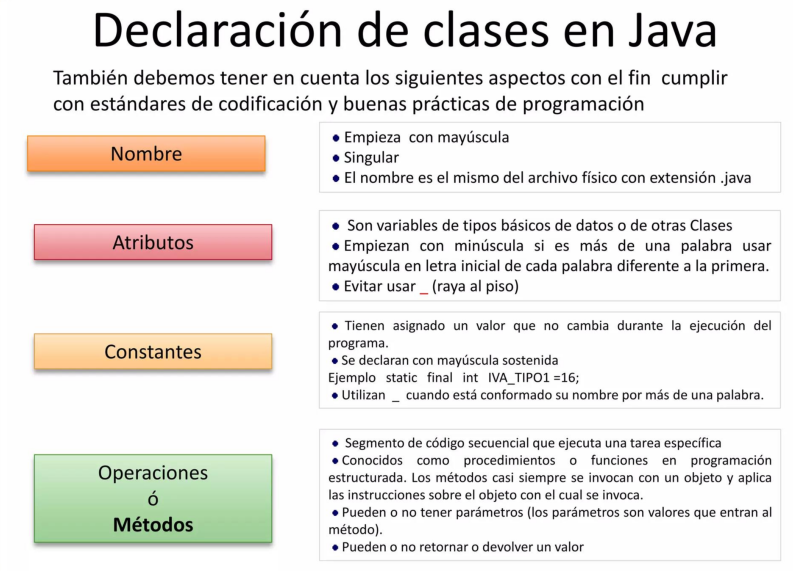 Declaración de clases en Java
También debemos tener en cuenta los siguientes aspectos con el fin cumplir
con estándares de codificación y buenas prácticas de programación
Nombre
• Empieza con mayúscula
• Singular
• El nombre es el mismo del archivo físico con extensión .java
Atributos
• Son variables de tipos básicos de datos o de otras Clases
• Empiezan con minúscula si es más de una palabra usar
mayúscula en letra inicial de cada palabra diferente a la primera.
• Evitar usar _ (raya al piso)
Constantes
• Tienen asignado un valor que no cambia durante la ejecución del
programa.
• Se declaran con mayúscula sostenida
Ejemplo static final int IVA_TIPO1 =16;
• Utilizan _ cuando está conformado su nombre por más de una palabra.
Operaciones
ó
Métodos
• Segmento de código secuencial que ejecuta una tarea específica
• Conocidos como procedimientos o funciones en programación
estructurada. Los métodos casi siempre se invocan con un objeto y aplica
las instrucciones sobre el objeto con el cual se invoca.
• Pueden o no tener parámetros (los parámetros son valores que entran al
método).
• Pueden o no retornar o devolver un valor